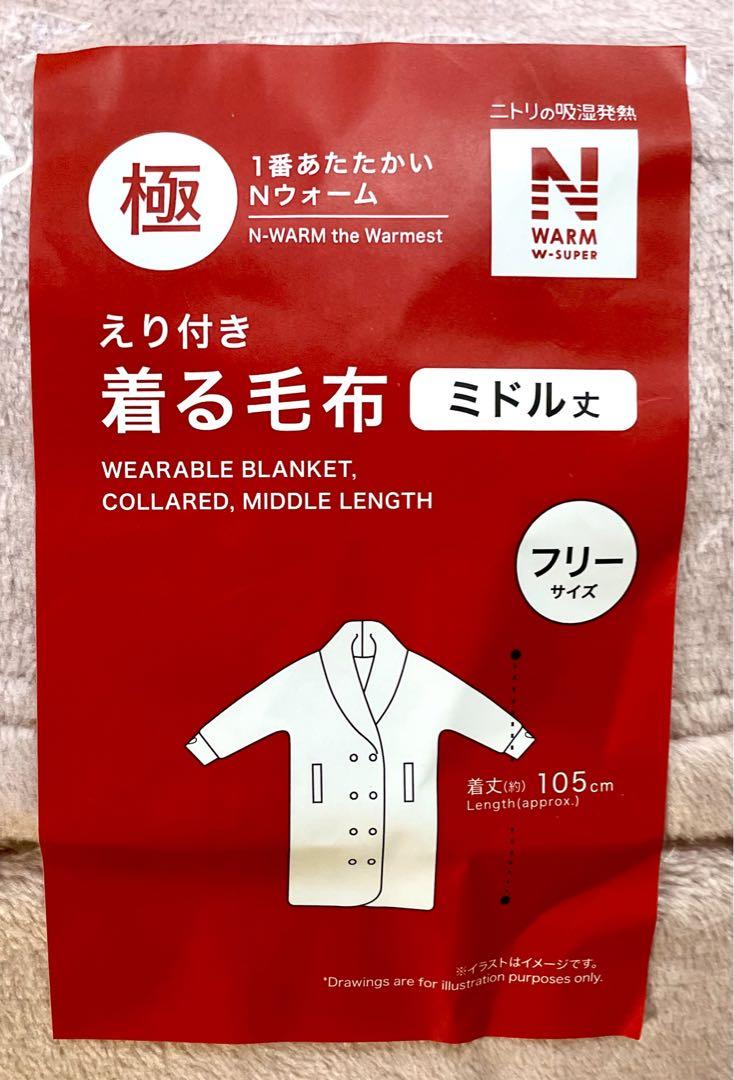 ニトリの吸湿発熱
極
1番あたたかい
Nウォーム
N-WARM the Warmest
N
WARM
W-SUPER
えり付き
着る毛布
ミドル丈
WEARABLE BLANKET,
COLLARED, MIDDLE LENGTH
フリー
サイズ
着丈(約) 105cm
Length(approx.)
※イラストはイメージです。
*Drawings are for illustration purposes only.